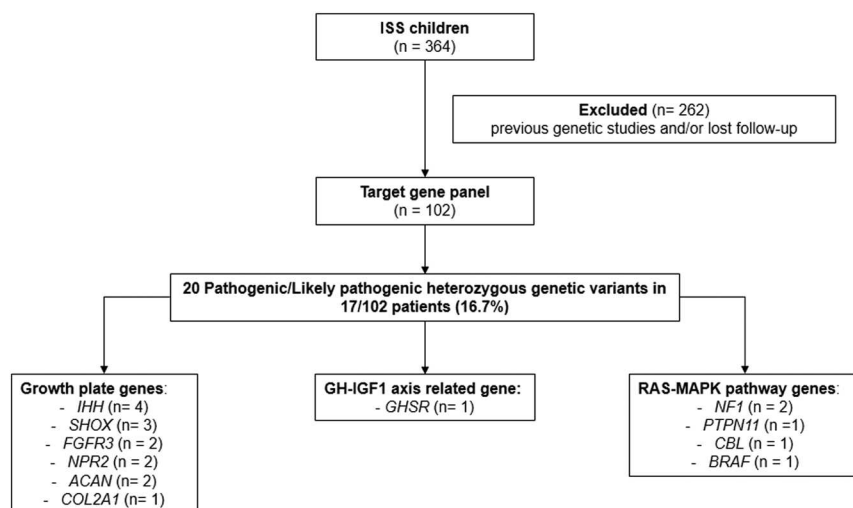 ISS children
(n = 364)
Excluded (n= 262)
previous genetic studies and/or lost follow-up
Target gene panel
(n = 102)
20 Pathogenic/Likely pathogenic heterozygous genetic variants in
17/102 patients (16.7%)
Growth plate genes:
- IHH (n= 4)
- SHOX (n= 3)
- FGFR3 (n = 2)
- NPR2 (n = 2)
- ACAN (n= 2)
- COL2A1 (n= 1)
GH-IGF1 axis related gene:
- GHSR (n= 1)
RAS-MAPK pathway genes:
- NF1 (n = 2)
- PTPN11 (n =1)
- CBL (n = 1)
- BRAF (n = 1)